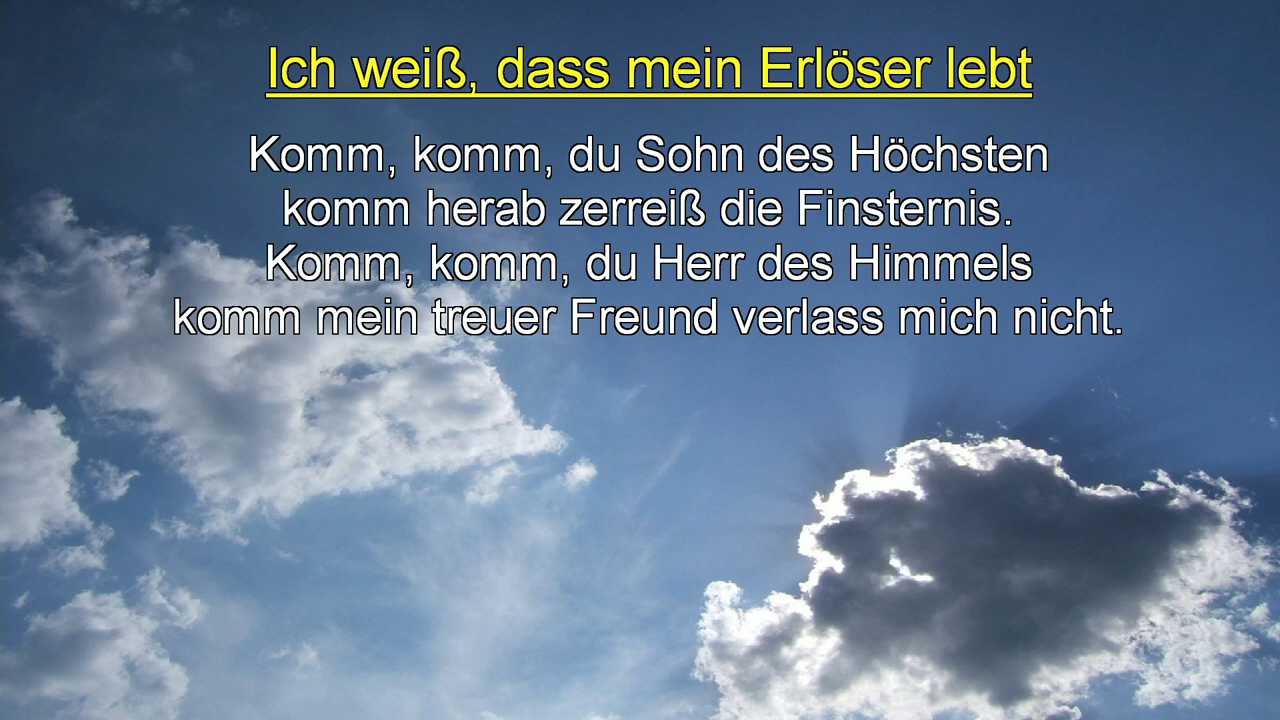 Ich weiß, dass mein Erlöser lebt
Komm, komm, du Sohn des Höchsten
komm herab zerreiß die Finsternis.
Komm, komm, du Herr des Himmels
komm mein treuer Freund verlass mich nicht.